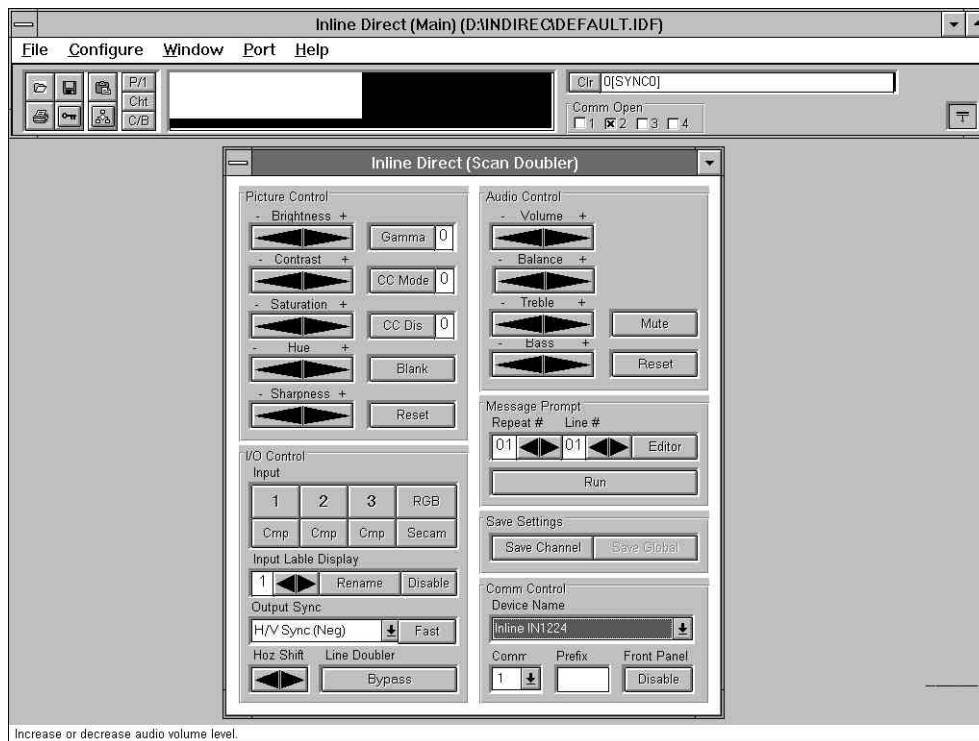 Inline Direct (Main) (D:\INDIREC\DEFAULT.IDF)
File Configure Window Port Help
P/1
Cht
C/B
Clr 0[SYNC0]
Comm Open
1 2 3 4
Inline Direct (Scan Doubler)
Picture Control
- Brightness +
Gamma 0
- Contrast +
CC Mode 0
- Saturation +
CC Dis 0
- Hue +
Blank
- Sharpness +
Reset
I/O Control
Input
1 2 3 RGB
Cmp Cmp Cmp Secam
Input Lable Display
1 Rename Disable
Output Sync
H/V Sync (Neg) Fast
Hoz Shift Line Doubler
Bypass
Audio Control
- Volume +
- Balance +
- Treble +
Mute
- Bass +
Reset
Message Prompt
Repeat # Line #
01 01 Editor
Run
Save Settings
Save Channel Save Global
Comm Control
Device Name
Inline IN1224
Comm Prefix Front Panel
1 Disable
Increase or decrease audio volume level.